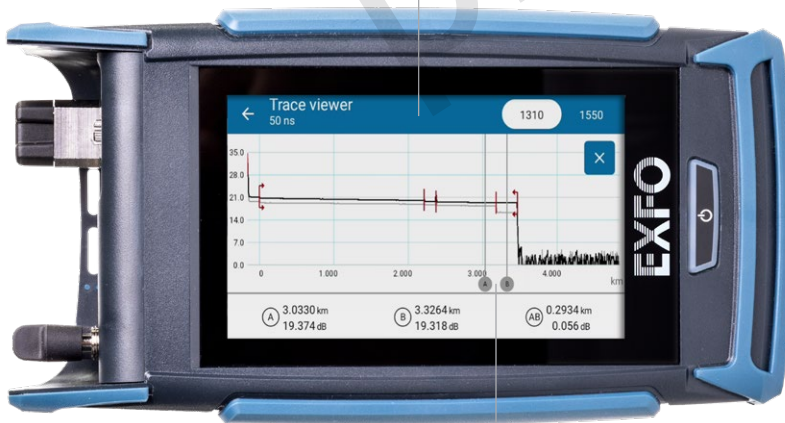 Trace viewer
50 ns
1310
1550
35.0
28.0
21.0
14.0
7.0
0.0
0
1.000
2.000
3.000
4.000
km
A
B
A
3.0330 km
19.374 dB
B
3.3264 km
19.318 dB
AB
0.2934 km
0.056 dB
EXFO